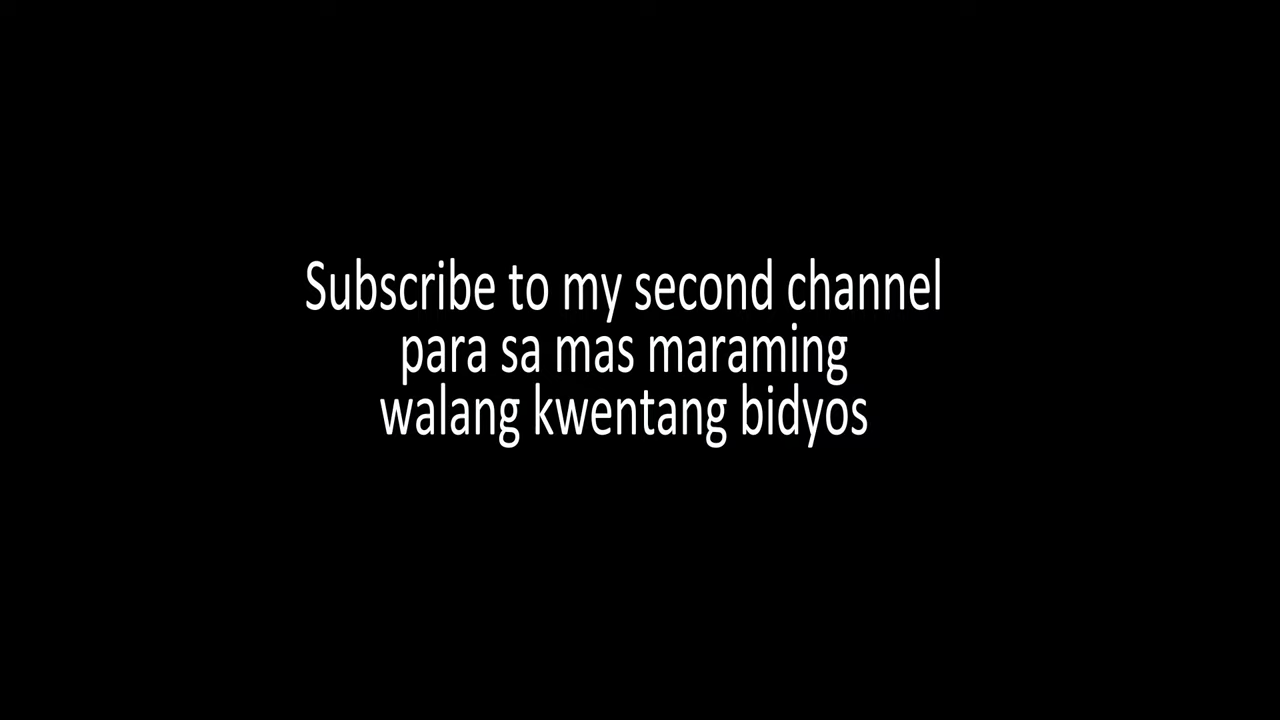 Subscribe to my second channel
para sa mas maraming
walang kwentang bidyos